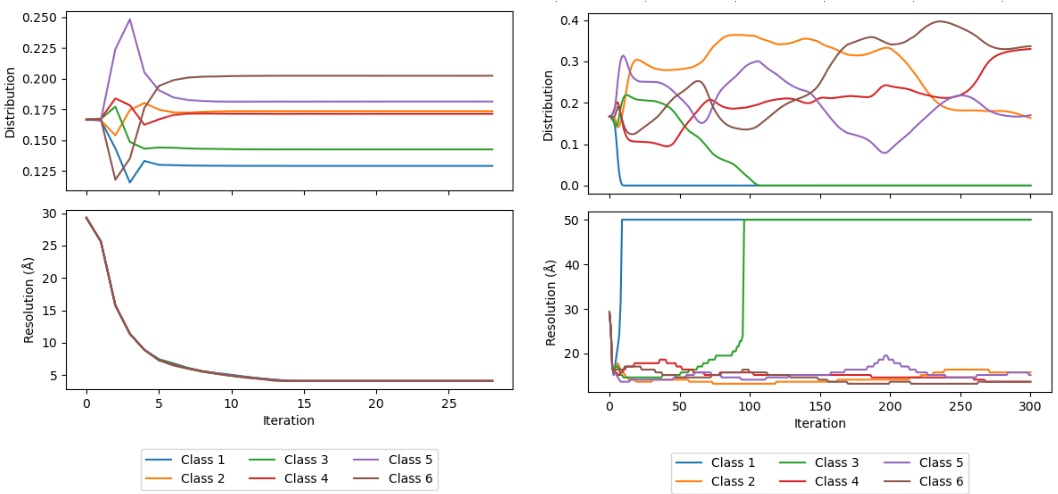 0.250
0.225
0.200
0.175
0.150
0.125
Distribution
30
25
20
15
10
5
Resolution (Å)
0 5 10 15 20 25
Iteration
Class 1 Class 3 Class 5
Class 2 Class 4 Class 6
0.4
0.3
0.2
0.1
0.0
Distribution
50
40
30
20
Resolution (Å)
0 50 100 150 200 250 300
Iteration
Class 1 Class 3 Class 5
Class 2 Class 4 Class 6